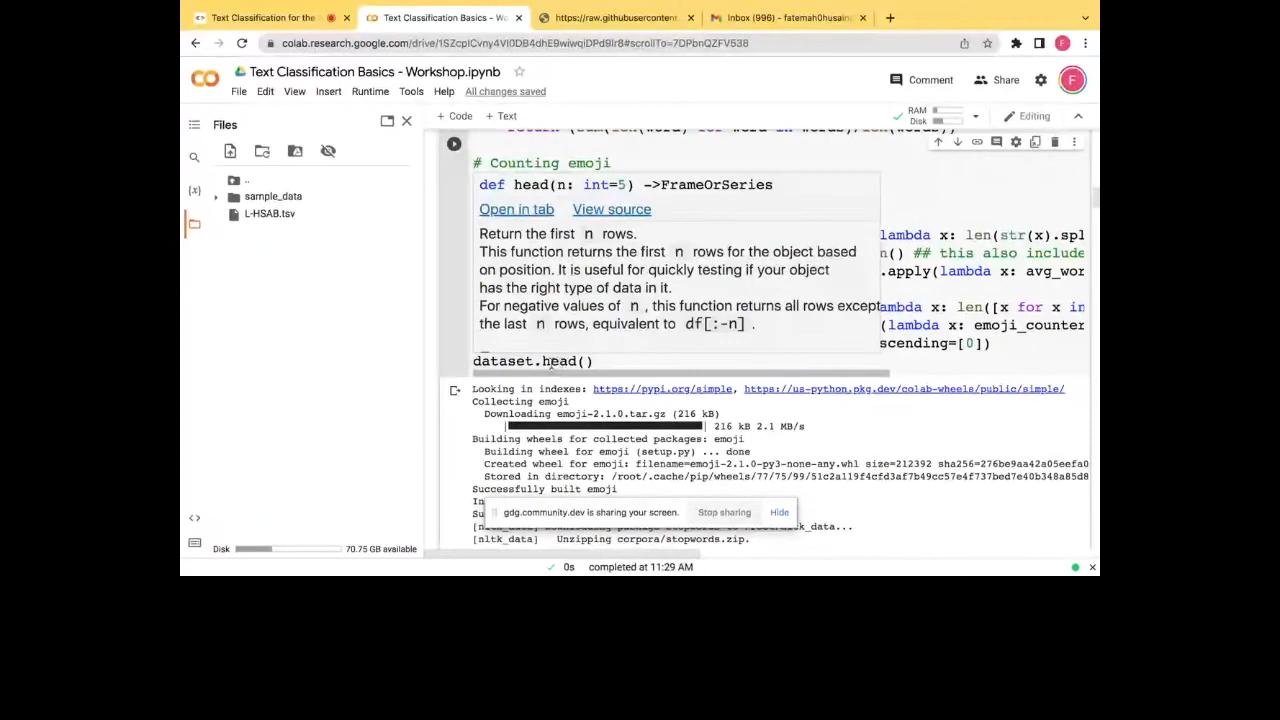 Text Classification for the
Text Classification Basics - Wo
https://raw.githubusercontent.
Inbox (996) - fatemah0husain
colab.research.google.com/drive/1SZcpICvny4VI0DB4dhE9wiwqiDPd9Ir8#scrollTo=7DPbnQZFV538
Text Classification Basics - Workshop.ipynb
Comment
Share
F
File Edit View Insert Runtime Tools Help All changes saved
Files
+ Code + Text
RAM
Disk
Editing
..
sample_data
L-HSAB.tsv
# Counting emoji
def head(n: int=5) ->FrameOrSeries
Open in tab View source
Return the first n rows.
This function returns the first n rows for the object based
on position. It is useful for quickly testing if your object
has the right type of data in it.
For negative values of n , this function returns all rows except
the last n rows, equivalent to df[:-n] .
lambda x: len(str(x).spl
n() ## this also include
.apply(lambda x: avg_wor
lambda x: len([x for x in
(lambda x: emoji_counter
scending=[0])
dataset.head()
Looking in indexes: https://pypi.org/simple, https://us-python.pkg.dev/colab-wheels/public/simple/
Collecting emoji
Downloading emoji-2.1.0.tar.gz (216 kB)
216 kB 2.1 MB/s
Building wheels for collected packages: emoji
Building wheel for emoji (setup.py) ... done
Created wheel for emoji: filename=emoji-2.1.0-py3-none-any.whl size=212392 sha256=276be9aa42a05eefa0
Stored in directory: /root/.cache/pip/wheels/77/75/99/51c2a119f4cfd3af7b49cc57e4f737bed7e40b348a85d8
Successfully built emoji
gdg.community.dev is sharing your screen. Stop sharing Hide
[nltk_data] Unzipping corpora/stopwords.zip.
Disk 70.75 GB available
0s completed at 11:29 AM